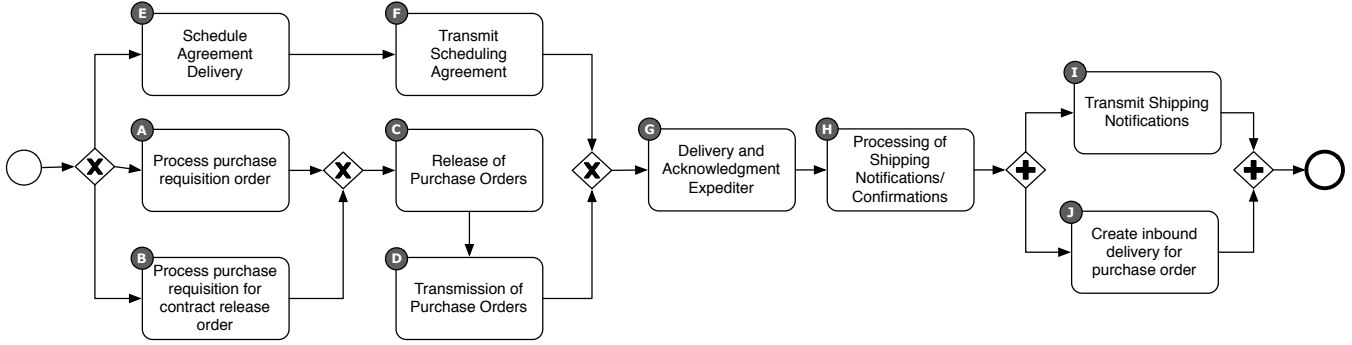 E
Schedule
Agreement
Delivery
F
Transmit
Scheduling
Agreement
A
Process purchase
requisition order
C
Release of
Purchase Orders
B
Process purchase
requisition for
contract release
order
D
Transmission of
Purchase Orders
G
Delivery and
Acknowledgment
Expediter
H
Processing of
Shipping
Notifications/
Confirmations
I
Transmit Shipping
Notifications
J
Create inbound
delivery for
purchase order